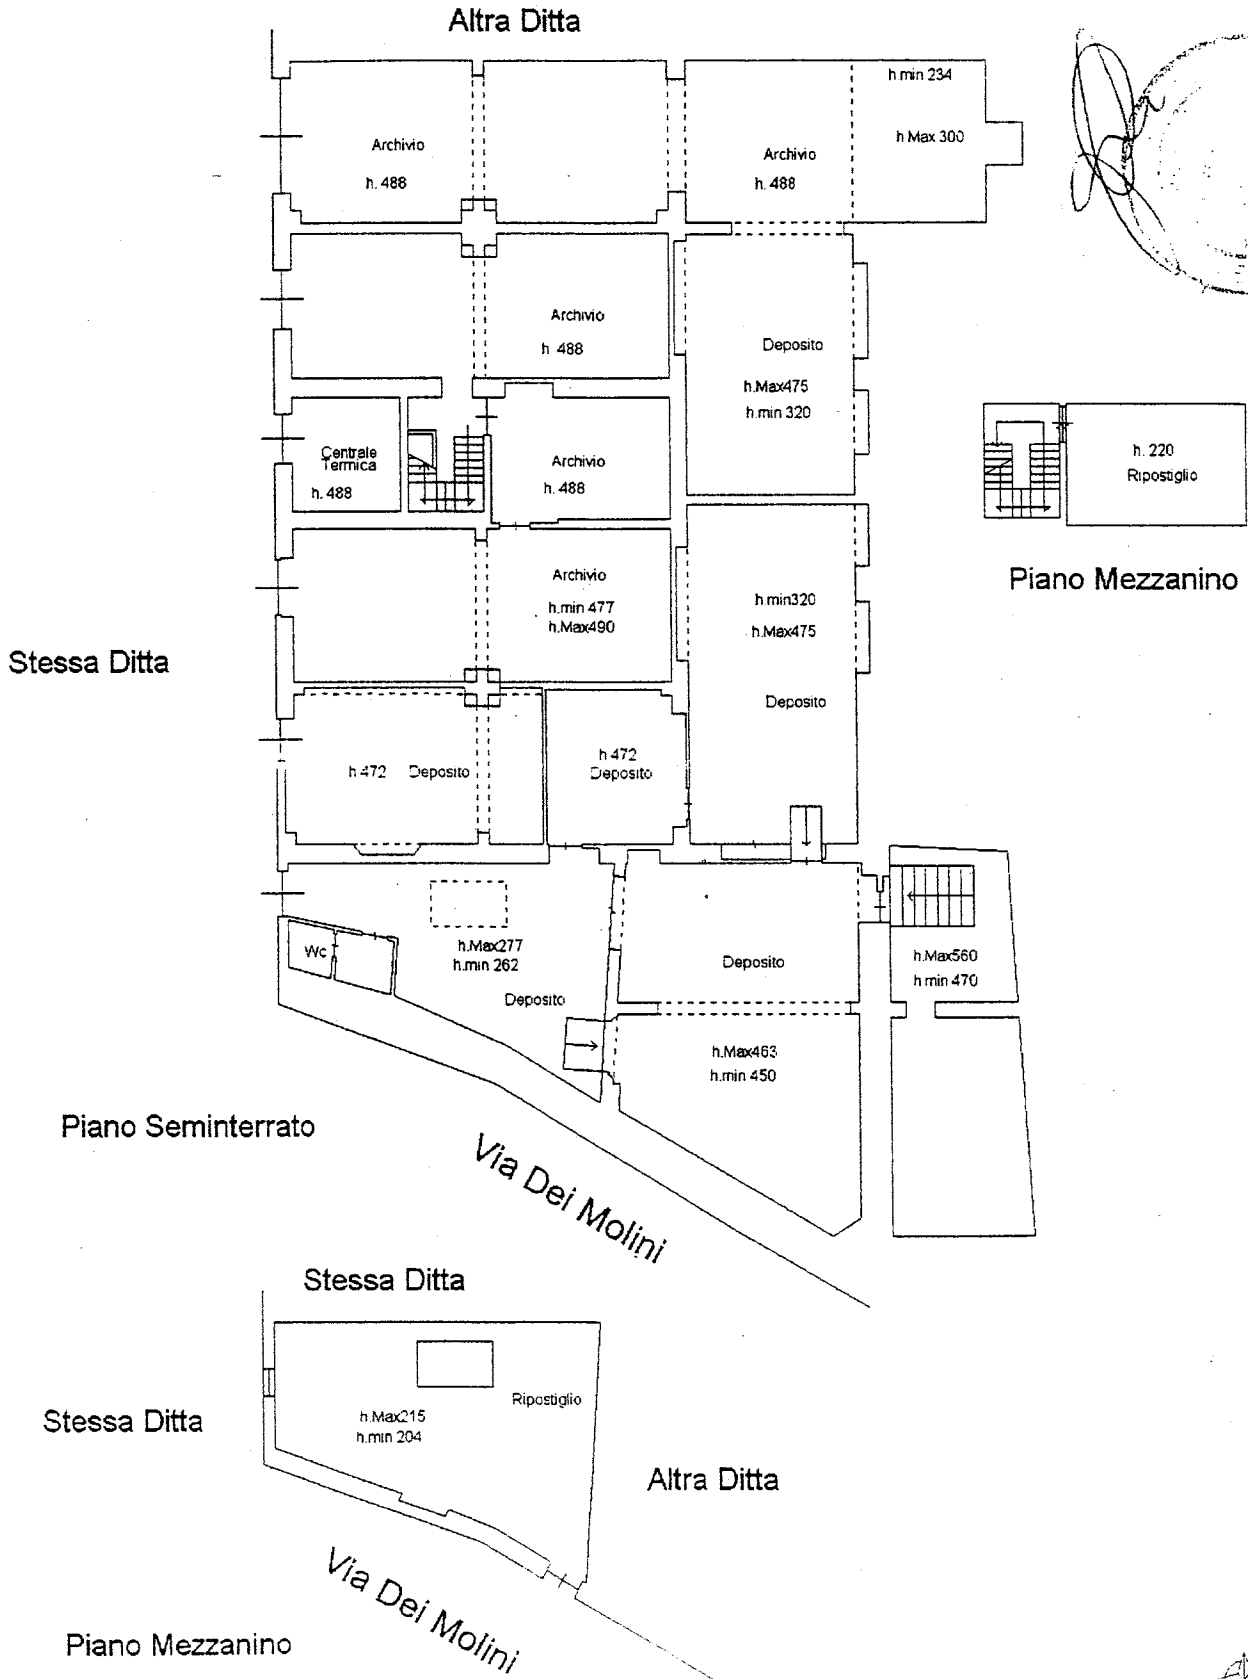 Altra Ditta
h.min 234
h.Max 300
Archivio
h. 488
Archivio
h. 488
Archivio
h. 488
Deposito
h.Max475
h.min 320
Centrale
Termica
h. 488
Archivio
h. 488
h. 220
Ripostiglio
Piano Mezzanino
Archivio
h.min 477
h.Max490
h.min320
h.Max475
Deposito
Stessa Ditta
h.472 Deposito
h.472
Deposito
Wc
h.Max277
h.min 262
Deposito
Deposito
h.Max560
h.min 470
h.Max463
h.min 450
Piano Seminterrato
Via Dei Molini
Stessa Ditta
Ripostiglio
h.Max215
h.min 204
Stessa Ditta
Altra Ditta
Via Dei Molini
Piano Mezzanino